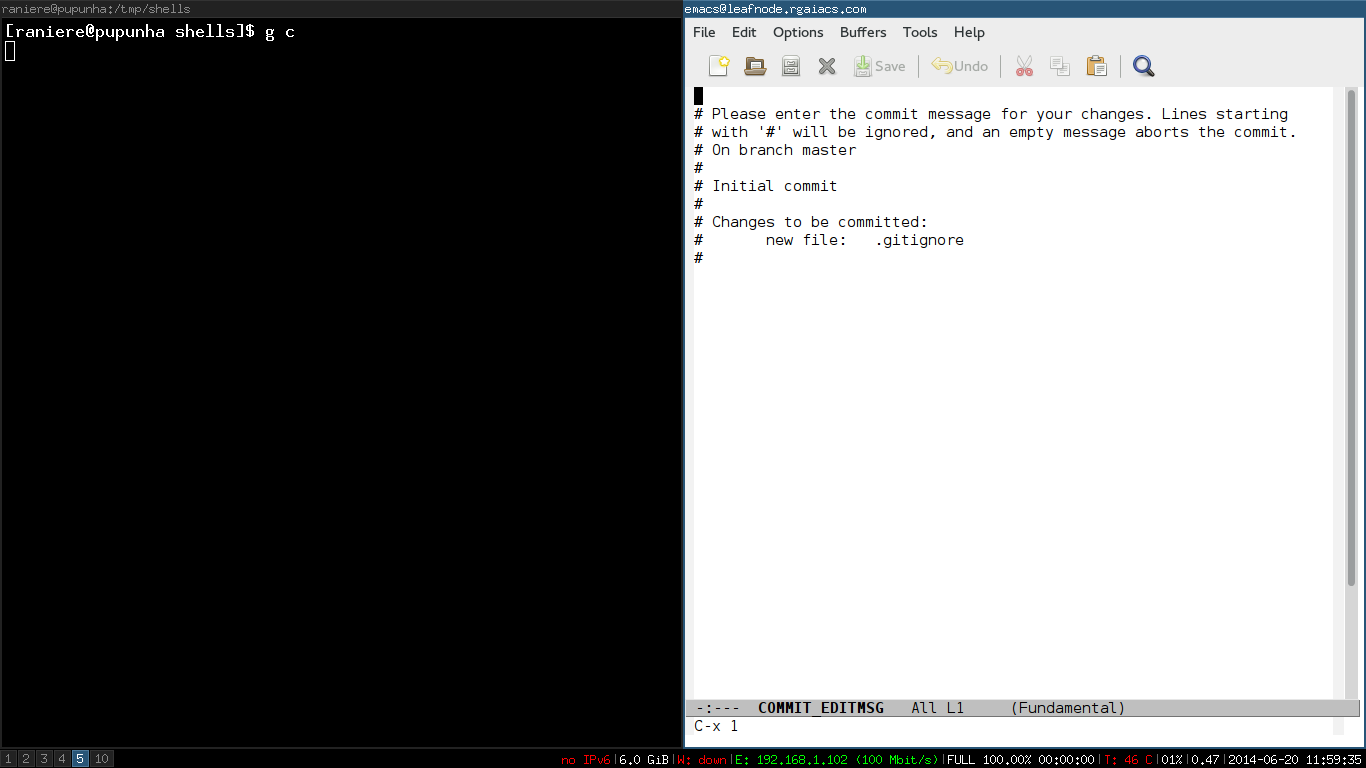 raniere@pupunha:/tmp/shells
[raniere@pupunha shells]$ g c
emacs@leafnode.rgaiacs.com
File Edit Options Buffers Tools Help
Save Undo
# Please enter the commit message for your changes. Lines starting
# with '#' will be ignored, and an empty message aborts the commit.
# On branch master
#
# Initial commit
#
# Changes to be committed:
#       new file:   .gitignore
#
-:---  COMMIT_EDITMSG   All L1     (Fundamental)
C-x 1
1 2 3 4 5 10
no IPv6|6.0 GiB|W: down|E: 192.168.1.102 (100 Mbit/s)|FULL 100.00% 00:00:00|T: 46 C|01%|0.47|2014-06-20 11:59:35